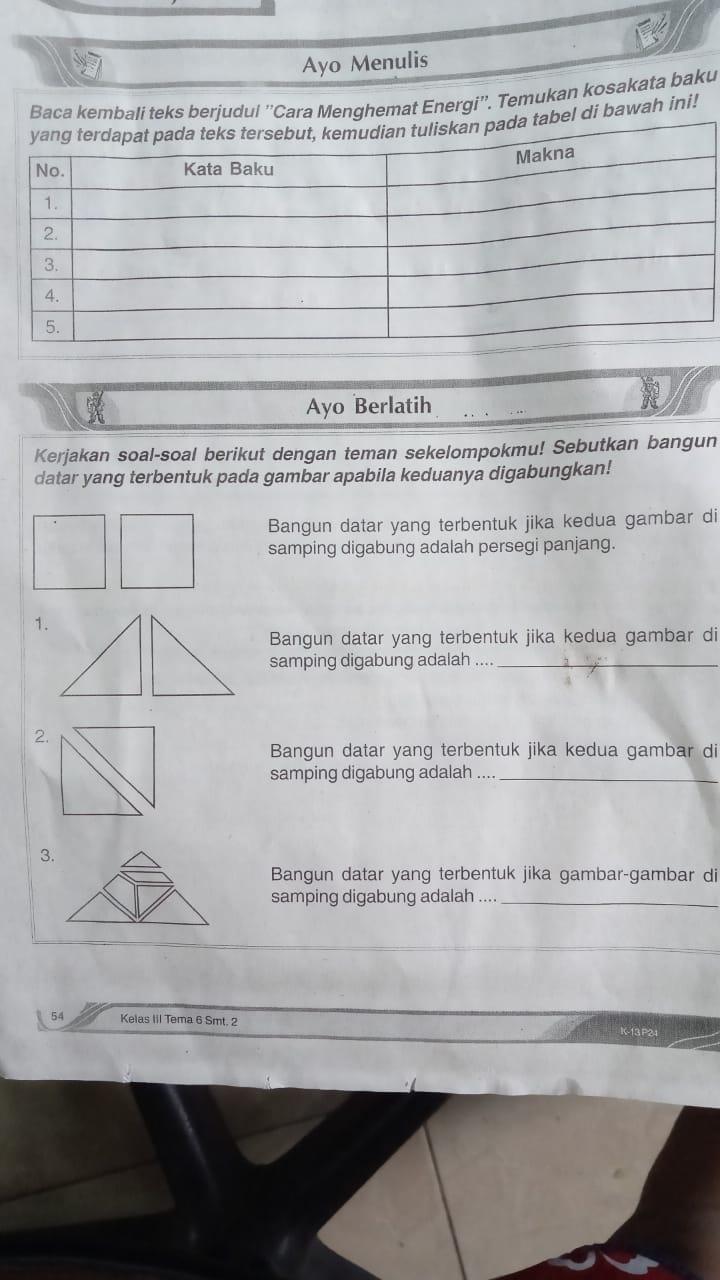 Ayo Menulis
Baca kembali teks berjudul "Cara Menghemat Energi". Temukan kosakata baku
yang terdapat pada teks tersebut, kemudian tuliskan pada tabel di bawah ini!
No. Kata Baku Makna
1.
2.
3.
4.
5.
Ayo Berlatih
Kerjakan soal-soal berikut dengan teman sekelompokmu! Sebutkan bangun
datar yang terbentuk pada gambar apabila keduanya digabungkan!
Bangun datar yang terbentuk jika kedua gambar di
samping digabung adalah persegi panjang.
1.
Bangun datar yang terbentuk jika kedua gambar di
samping digabung adalah ....
2.
Bangun datar yang terbentuk jika kedua gambar di
samping digabung adalah ....
3.
Bangun datar yang terbentuk jika gambar-gambar di
samping digabung adalah ....
54 Kelas III Tema 6 Smt. 2 K-13 P24